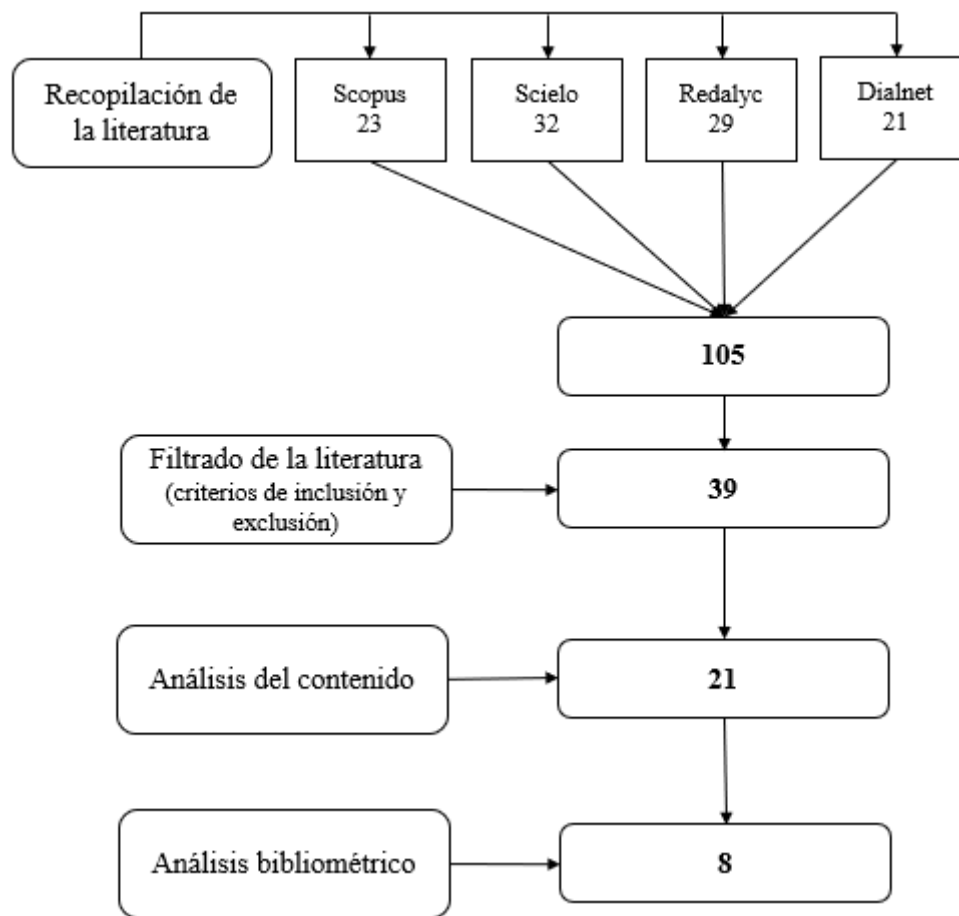 Recopilación de
la literatura
Scopus
23
Scielo
32
Redalyc
29
Dialnet
21
105
Filtrado de la literatura
(criterios de inclusión y
exclusión)
39
Análisis del contenido
21
Análisis bibliométrico
8